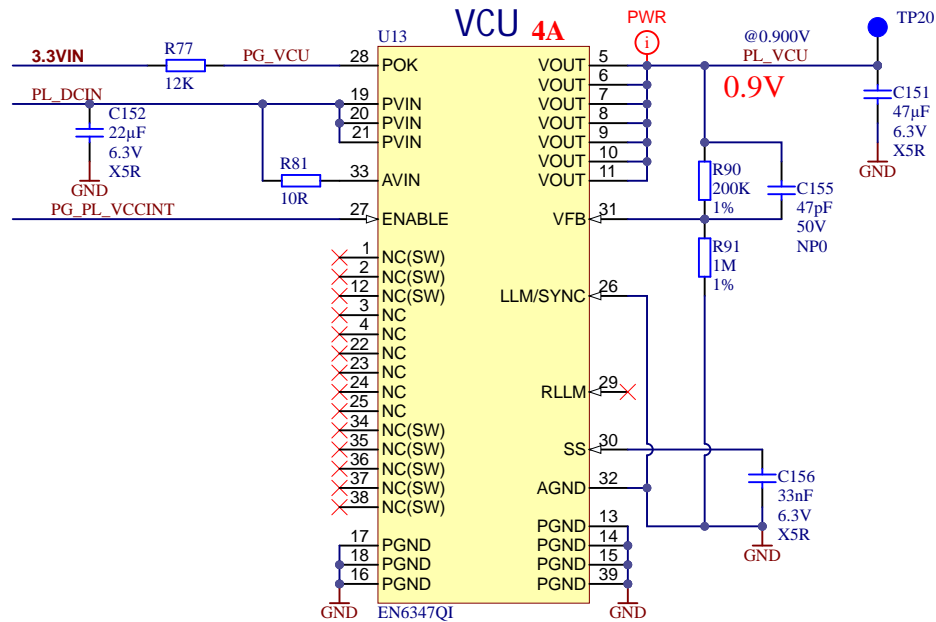 VCU 4A
PWR
TP20
U13
@0.900V
3.3VIN
R77
12K
PG_VCU
28
POK
VOUT
5
PL_VCU
0.9V
VOUT
6
PL_DCIN
19
PVIN
VOUT
7
20
PVIN
VOUT
8
21
PVIN
VOUT
9
VOUT
10
C152
22µF
6.3V
X5R
GND
C151
47µF
6.3V
X5R
GND
R81
10R
33
AVIN
VOUT
11
R90
200K
1%
C155
47pF
50V
NP0
PG_PL_VCCINT
27
ENABLE
VFB
31
R91
1M
1%
1
NC(SW)
2
NC(SW)
12
NC(SW)
LLM/SYNC
26
3
NC
4
NC
22
NC
23
NC
24
NC
RLLM
29
25
NC
34
NC(SW)
35
NC(SW)
SS
30
36
NC(SW)
37
NC(SW)
AGND
32
38
NC(SW)
C156
33nF
6.3V
X5R
GND
PGND
13
17
PGND
PGND
14
18
PGND
PGND
15
16
PGND
PGND
39
GND
EN6347QI
GND